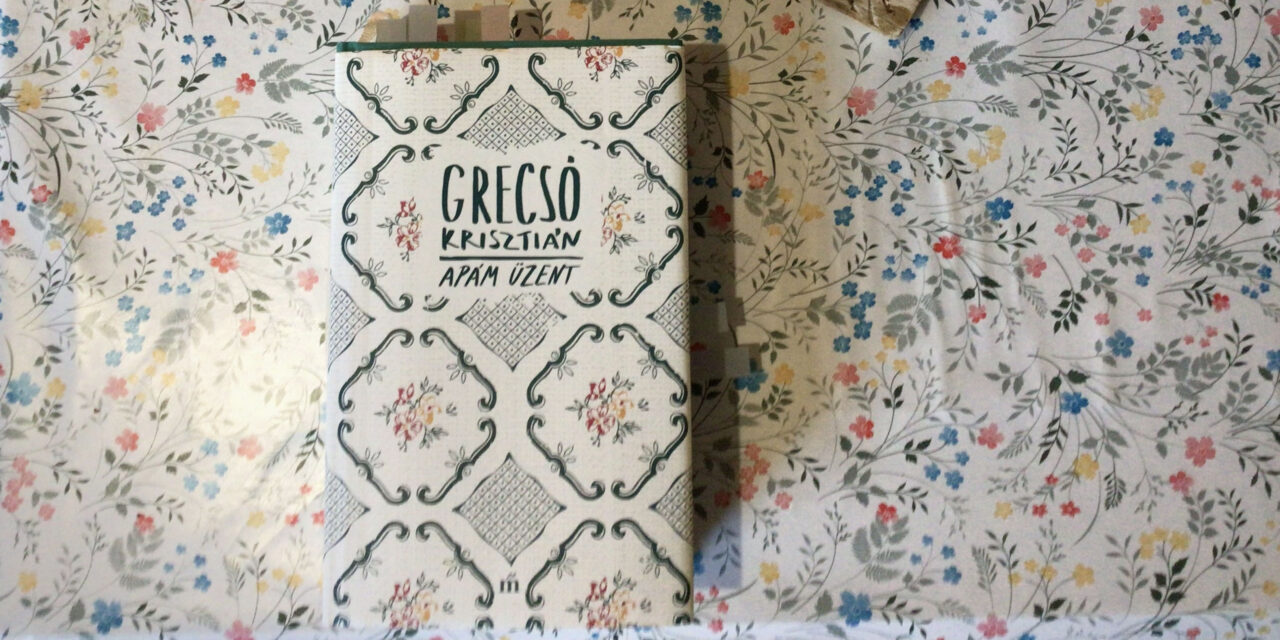 GRECSÓ
KRISZTIÁN
APÁM ÜZENT
m̋